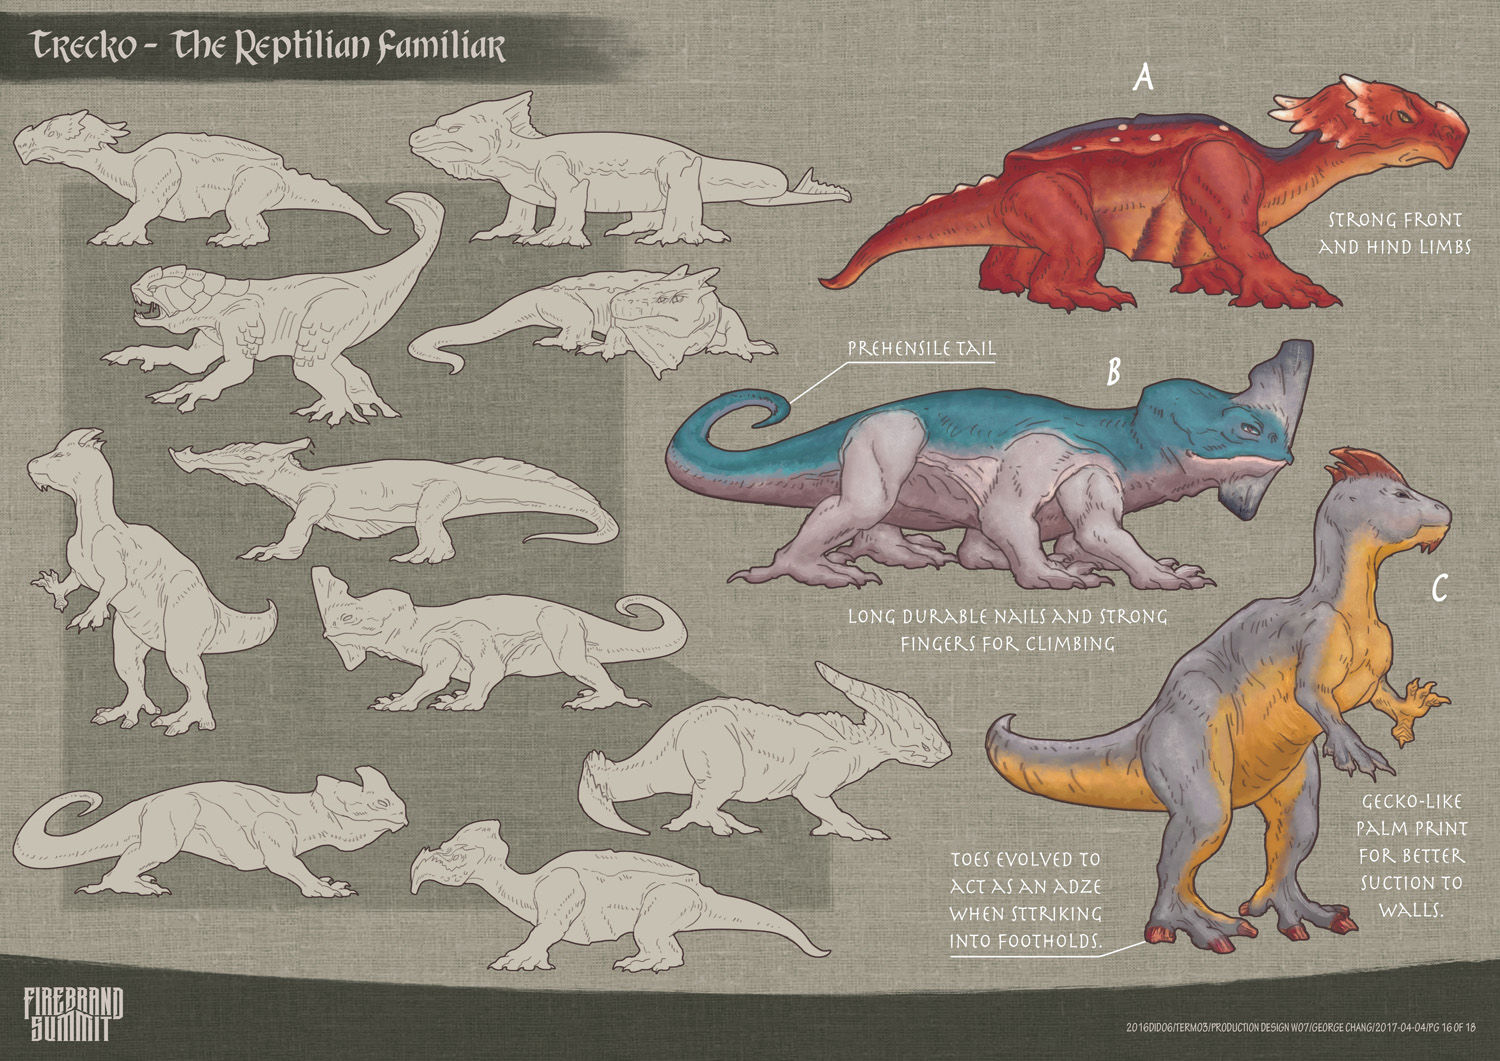 Trecko - The Reptilian Familiar
A
STRONG FRONT
AND HIND LIMBS
PREHENSILE TAIL
B
LONG DURABLE NAILS AND STRONG
FINGERS FOR CLIMBING
C
GECKO-LIKE
PALM PRINT
FOR BETTER
SUCTION TO
WALLS.
TOES EVOLVED TO
ACT AS AN ADZE
WHEN STTRIKING
INTO FOOTHOLDS.
FIREBRAND
SUMMIT
2016DID06/TERM03/PRODUCTION DESIGN W07/GEORGE CHANG/2017-04-04/PG 16 OF 18